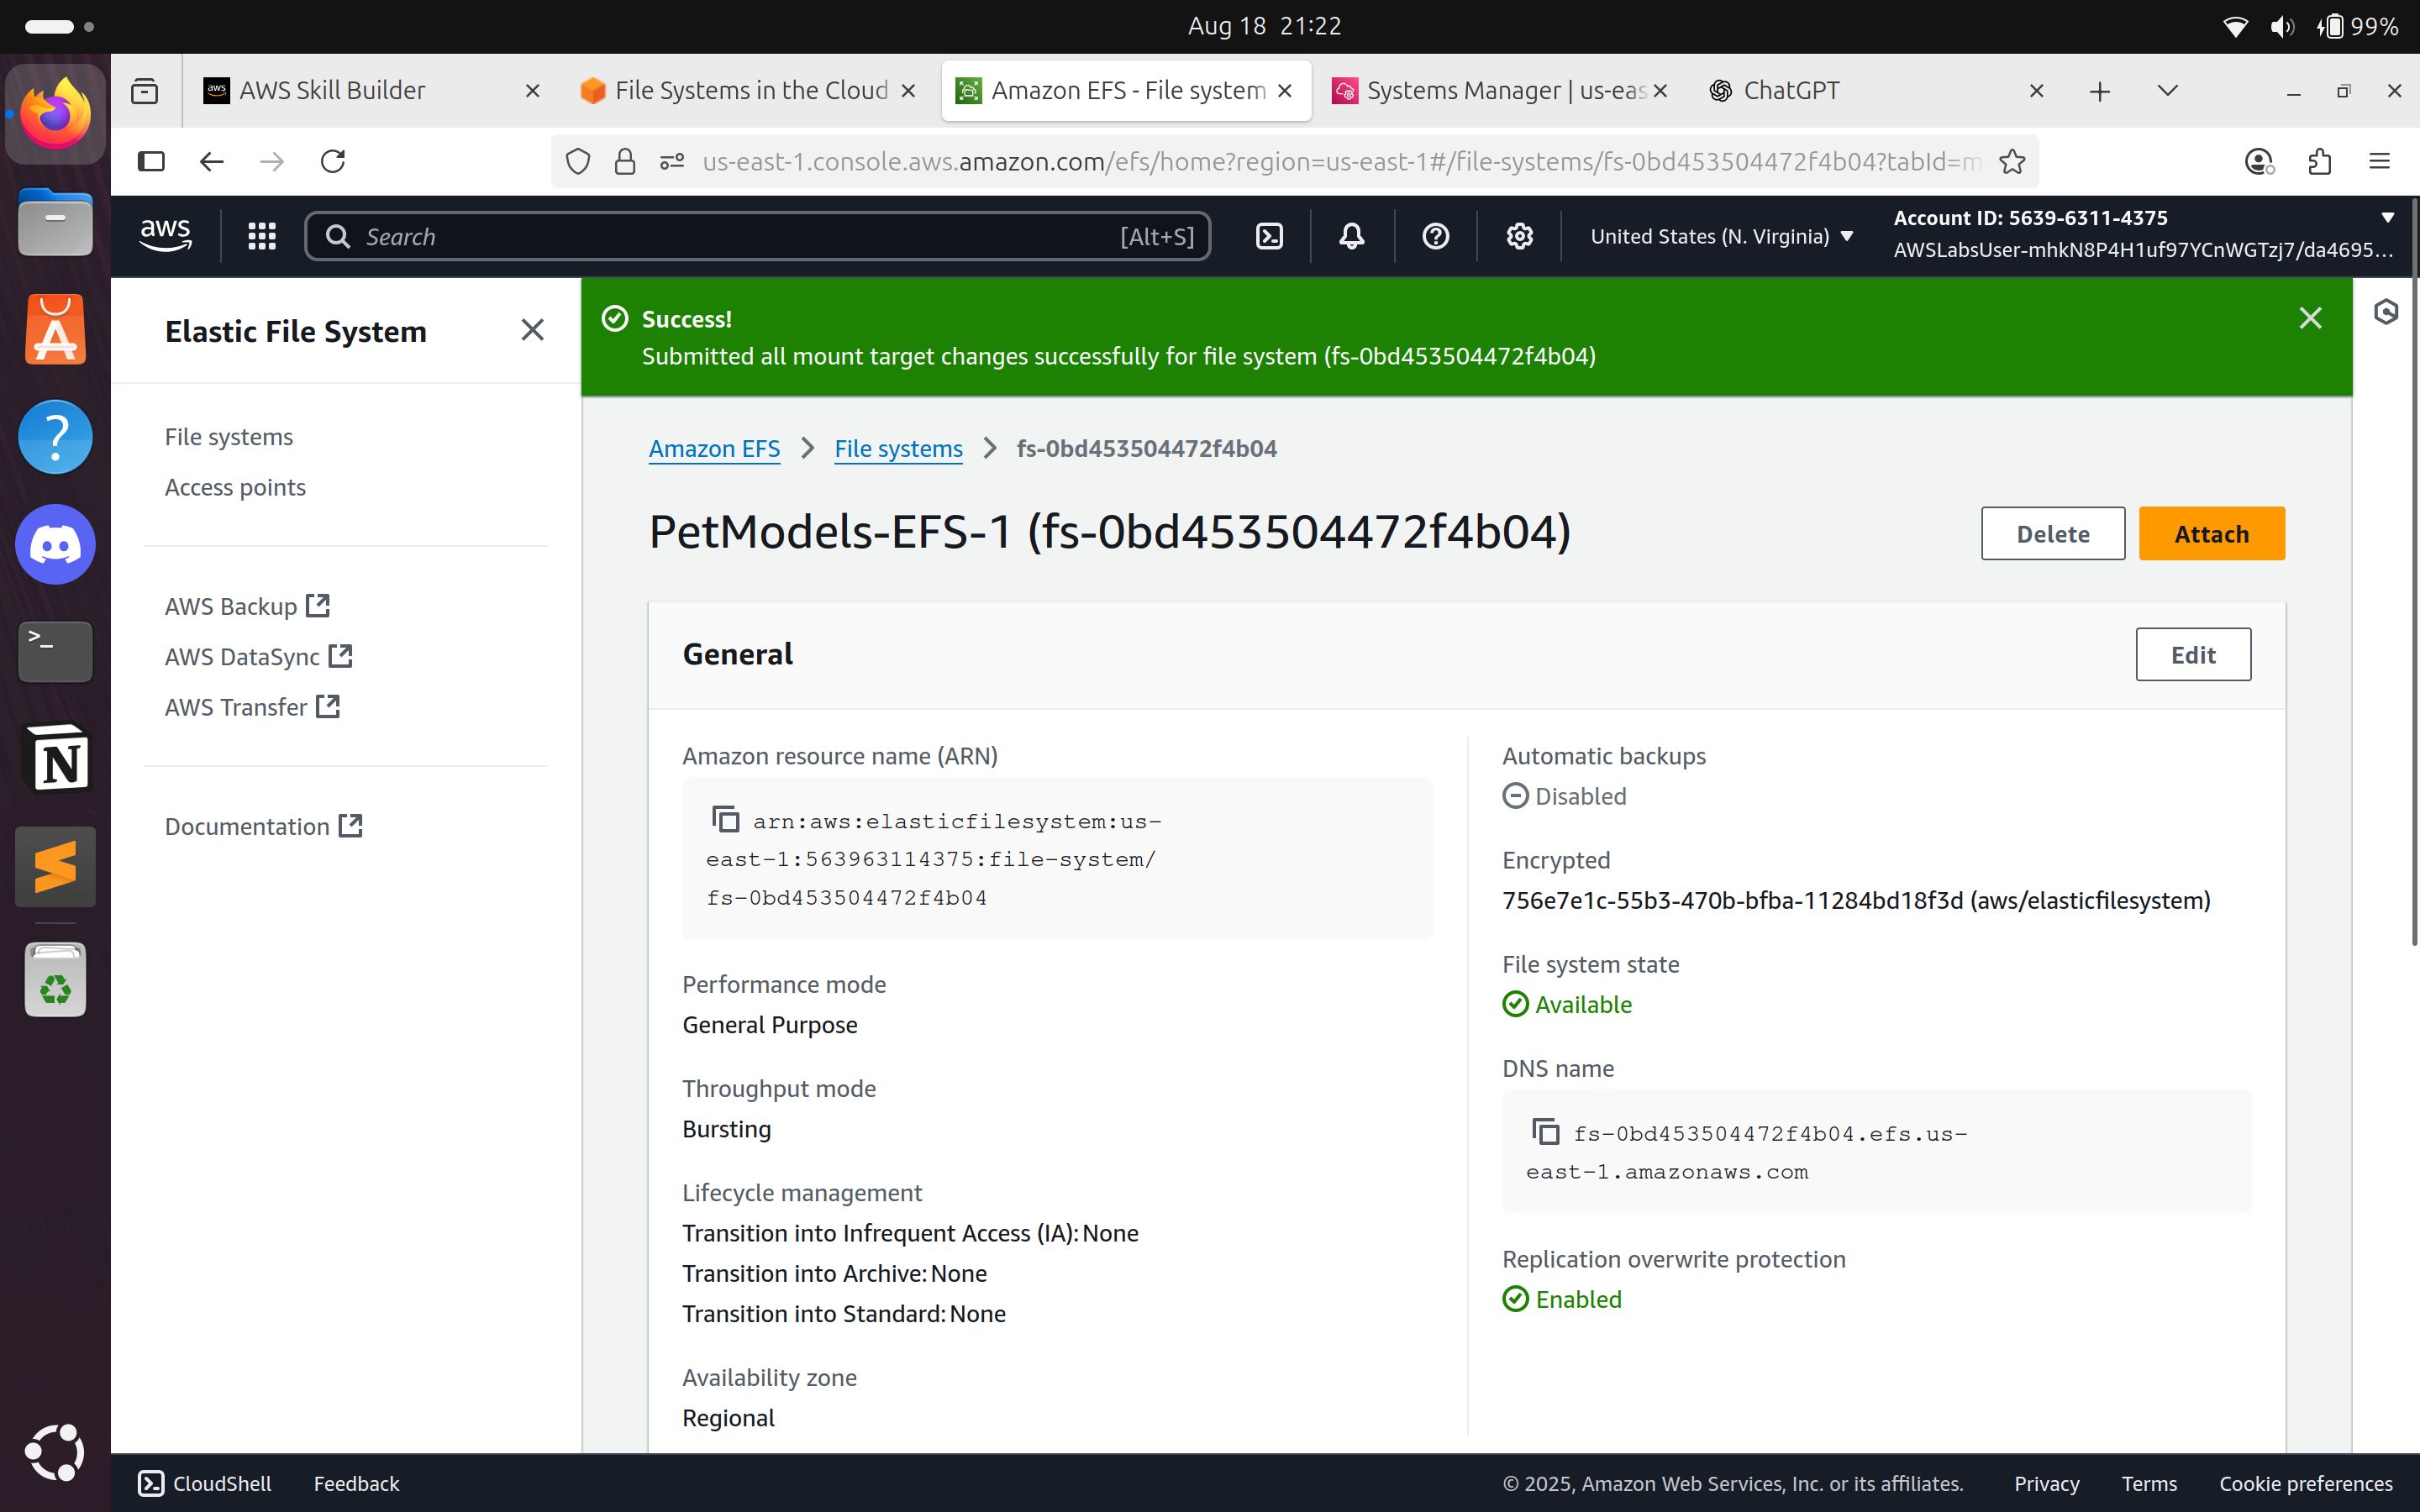 Aug 18 21:22
99%
AWS Skill Builder
File Systems in the Cloud
Amazon EFS - File system
Systems Manager | us-eas
ChatGPT
us-east-1.console.aws.amazon.com/efs/home?region=us-east-1#/file-systems/fs-0bd453504472f4b04?tabId=m
aws
Search
[Alt+S]
United States (N. Virginia)
Account ID: 5639-6311-4375
AWSLabsUser-mhkN8P4H1uf97YCnWGTzj7/da4695...
Elastic File System
File systems
Access points
AWS Backup
AWS DataSync
AWS Transfer
Documentation
Success!
Submitted all mount target changes successfully for file system (fs-0bd453504472f4b04)
Amazon EFS > File systems > fs-0bd453504472f4b04
PetModels-EFS-1 (fs-0bd453504472f4b04)
Delete
Attach
General
Edit
Amazon resource name (ARN)
arn:aws:elasticfilesystem:us-
east-1:563963114375:file-system/
fs-0bd453504472f4b04
Performance mode
General Purpose
Throughput mode
Bursting
Lifecycle management
Transition into Infrequent Access (IA): None
Transition into Archive: None
Transition into Standard: None
Availability zone
Regional
Automatic backups
Disabled
Encrypted
756e7e1c-55b3-470b-bfba-11284bd18f3d (aws/elasticfilesystem)
File system state
Available
DNS name
fs-0bd453504472f4b04.efs.us-
east-1.amazonaws.com
Replication overwrite protection
Enabled
CloudShell
Feedback
© 2025, Amazon Web Services, Inc. or its affiliates.
Privacy
Terms
Cookie preferences